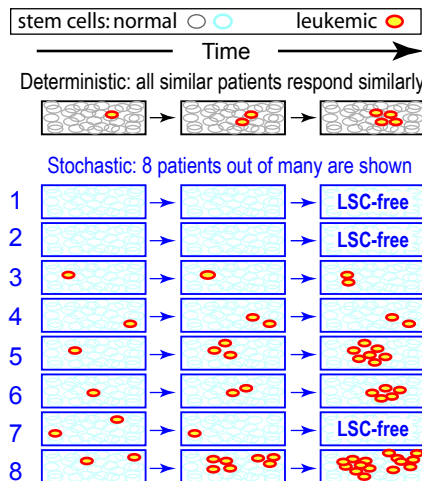 stem cells: normal leukemic
Time
Deterministic: all similar patients respond similarly
Stochastic: 8 patients out of many are shown
1 LSC-free
2 LSC-free
3
4
5
6
7 LSC-free
8